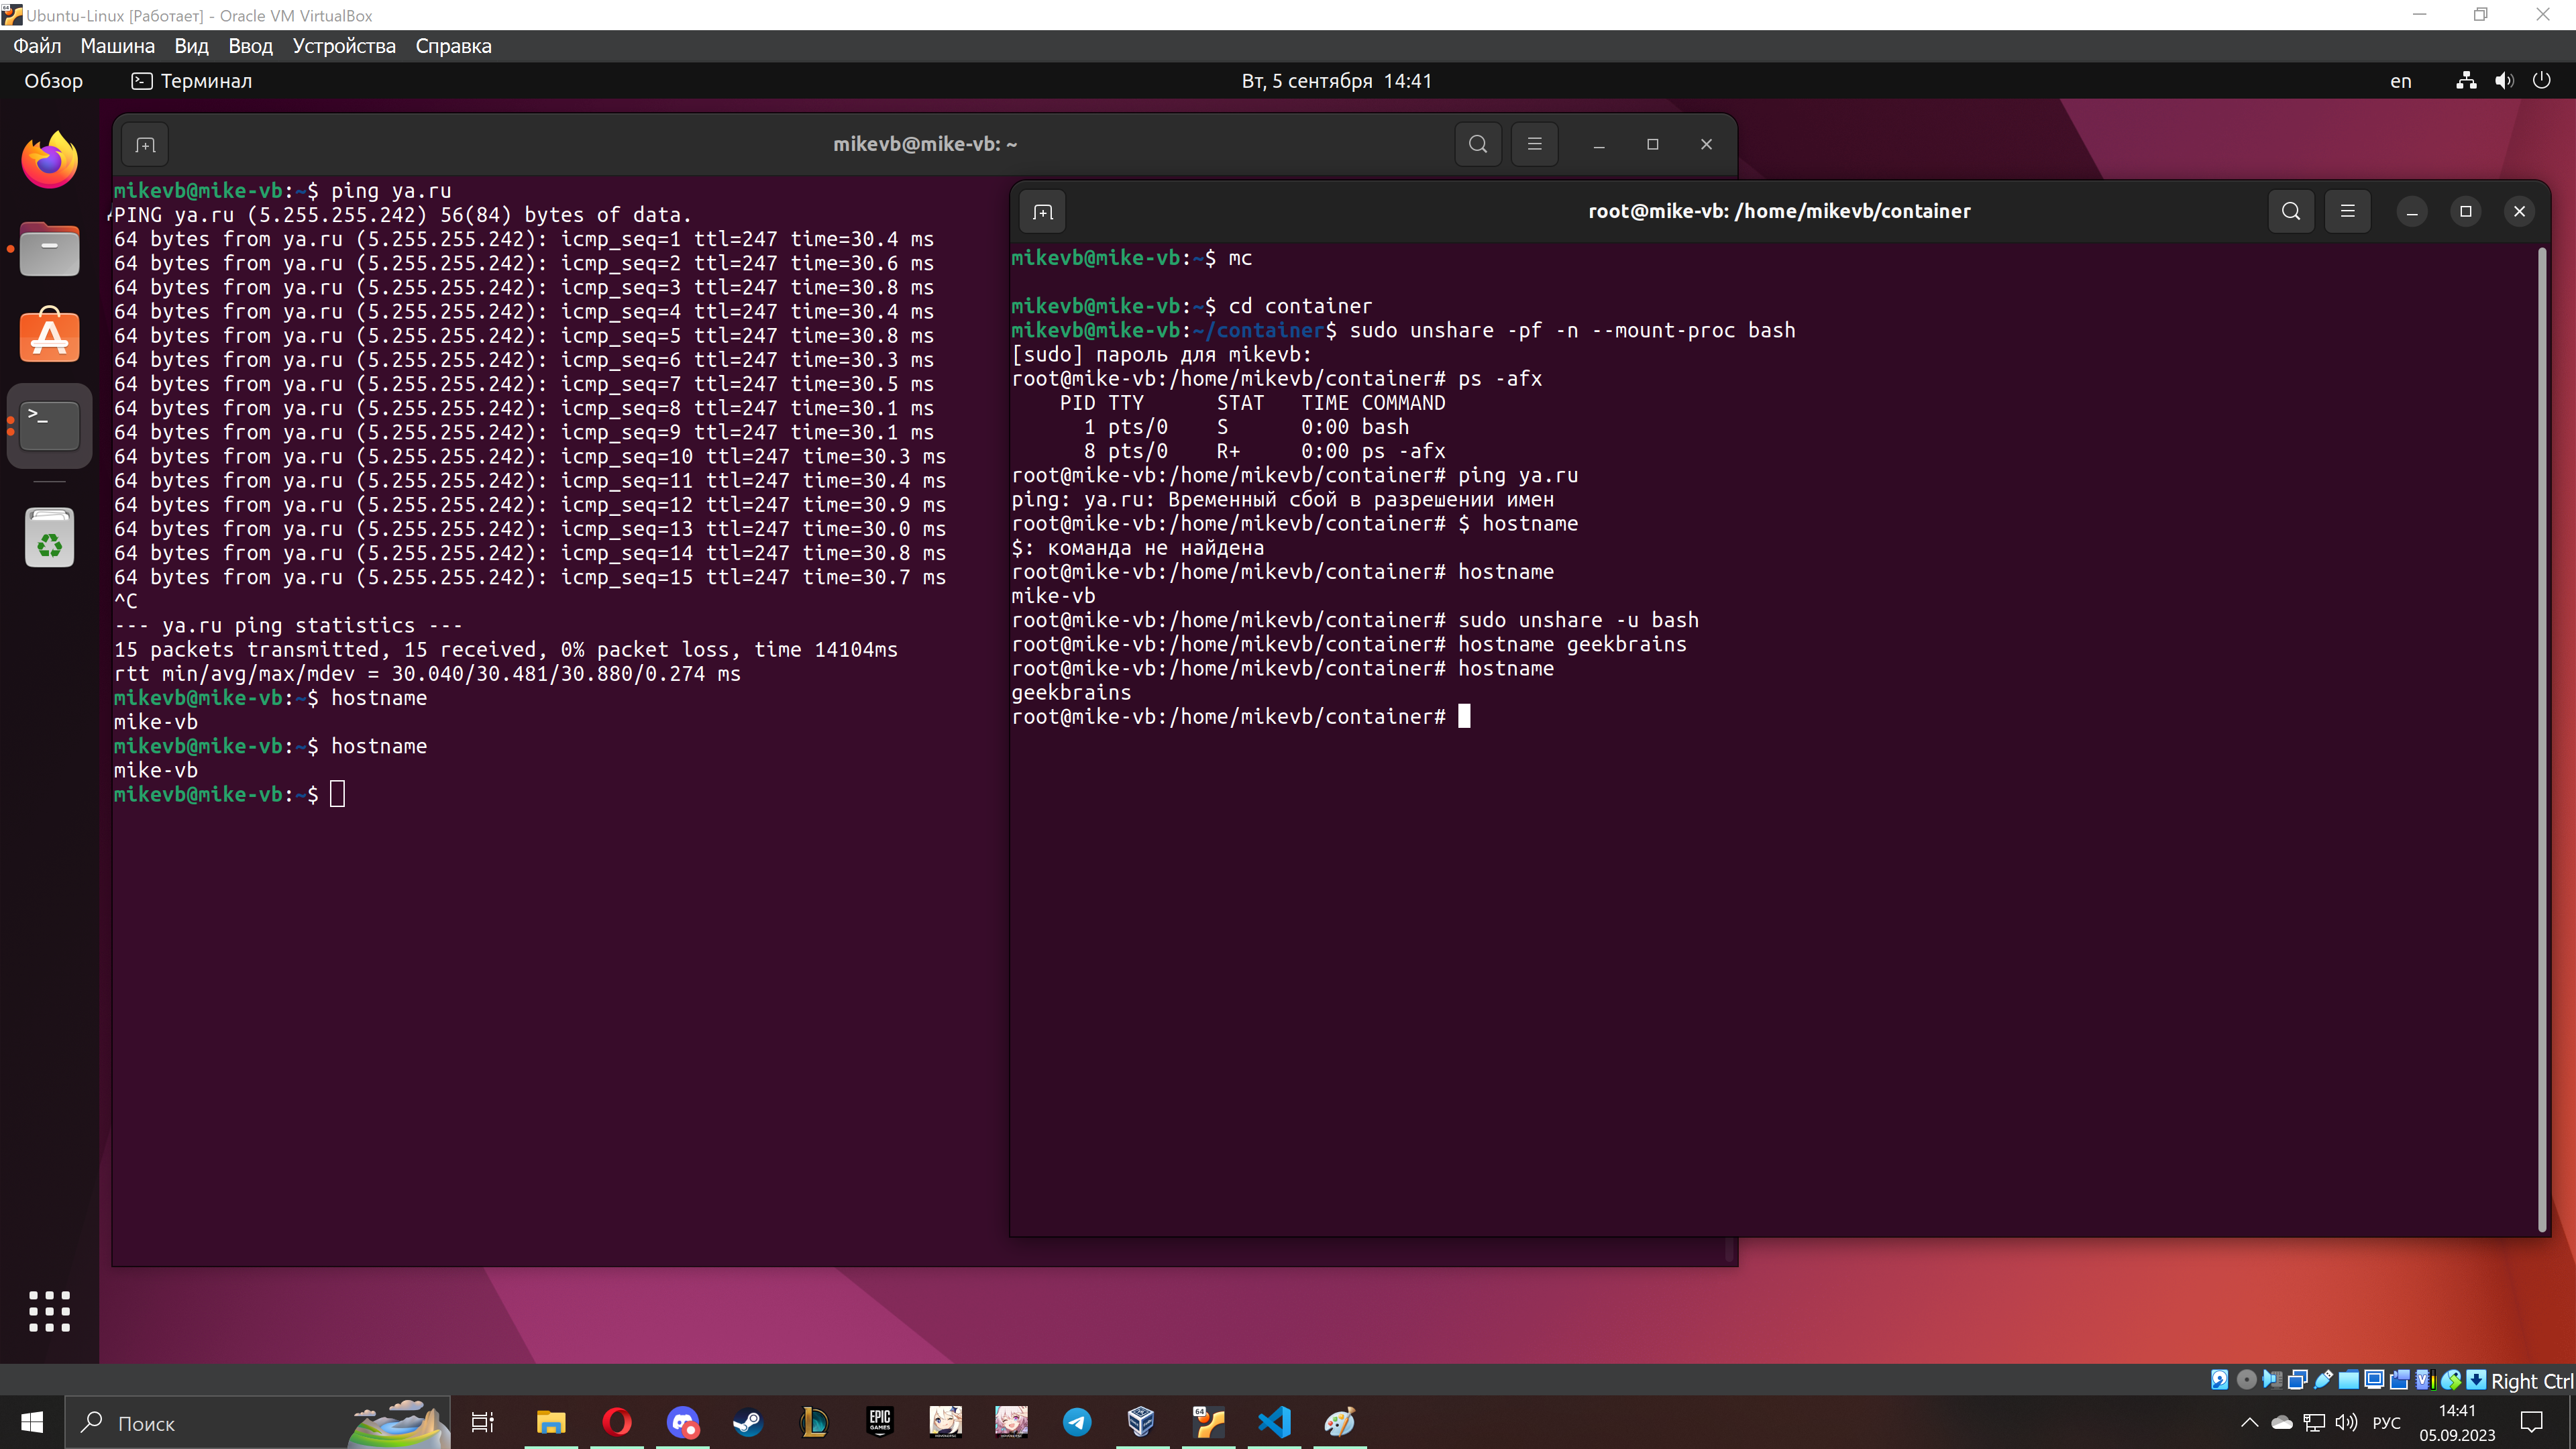 Ubuntu-Linux [Работает] - Oracle VM VirtualBox
Файл Машина Вид Ввод Устройства Справка
Обзор Терминал Вт, 5 сентября 14:41 en
mikevb@mike-vb: ~
mikevb@mike-vb:~$ ping ya.ru
PING ya.ru (5.255.255.242) 56(84) bytes of data.
64 bytes from ya.ru (5.255.255.242): icmp_seq=1 ttl=247 time=30.4 ms
64 bytes from ya.ru (5.255.255.242): icmp_seq=2 ttl=247 time=30.6 ms
64 bytes from ya.ru (5.255.255.242): icmp_seq=3 ttl=247 time=30.8 ms
64 bytes from ya.ru (5.255.255.242): icmp_seq=4 ttl=247 time=30.4 ms
64 bytes from ya.ru (5.255.255.242): icmp_seq=5 ttl=247 time=30.8 ms
64 bytes from ya.ru (5.255.255.242): icmp_seq=6 ttl=247 time=30.3 ms
64 bytes from ya.ru (5.255.255.242): icmp_seq=7 ttl=247 time=30.5 ms
64 bytes from ya.ru (5.255.255.242): icmp_seq=8 ttl=247 time=30.1 ms
64 bytes from ya.ru (5.255.255.242): icmp_seq=9 ttl=247 time=30.1 ms
64 bytes from ya.ru (5.255.255.242): icmp_seq=10 ttl=247 time=30.3 ms
64 bytes from ya.ru (5.255.255.242): icmp_seq=11 ttl=247 time=30.4 ms
64 bytes from ya.ru (5.255.255.242): icmp_seq=12 ttl=247 time=30.9 ms
64 bytes from ya.ru (5.255.255.242): icmp_seq=13 ttl=247 time=30.0 ms
64 bytes from ya.ru (5.255.255.242): icmp_seq=14 ttl=247 time=30.8 ms
64 bytes from ya.ru (5.255.255.242): icmp_seq=15 ttl=247 time=30.7 ms
^C
--- ya.ru ping statistics ---
15 packets transmitted, 15 received, 0% packet loss, time 14104ms
rtt min/avg/max/mdev = 30.040/30.481/30.880/0.274 ms
mikevb@mike-vb:~$ hostname
mike-vb
mikevb@mike-vb:~$ hostname
mike-vb
mikevb@mike-vb:~$
root@mike-vb: /home/mikevb/container
mikevb@mike-vb:~$ mc
mikevb@mike-vb:~$ cd container
mikevb@mike-vb:~/container$ sudo unshare -pf -n --mount-proc bash
[sudo] пароль для mikevb:
root@mike-vb:/home/mikevb/container# ps -afx
PID TTY STAT TIME COMMAND
1 pts/0 S 0:00 bash
8 pts/0 R+ 0:00 ps -afx
root@mike-vb:/home/mikevb/container# ping ya.ru
ping: ya.ru: Временный сбой в разрешении имен
root@mike-vb:/home/mikevb/container# $ hostname
$: команда не найдена
root@mike-vb:/home/mikevb/container# hostname
mike-vb
root@mike-vb:/home/mikevb/container# sudo unshare -u bash
root@mike-vb:/home/mikevb/container# hostname geekbrains
root@mike-vb:/home/mikevb/container# hostname
geekbrains
root@mike-vb:/home/mikevb/container#
Right Ctrl
Поиск
EPIC
GAMES
64
РУС
14:41
05.09.2023